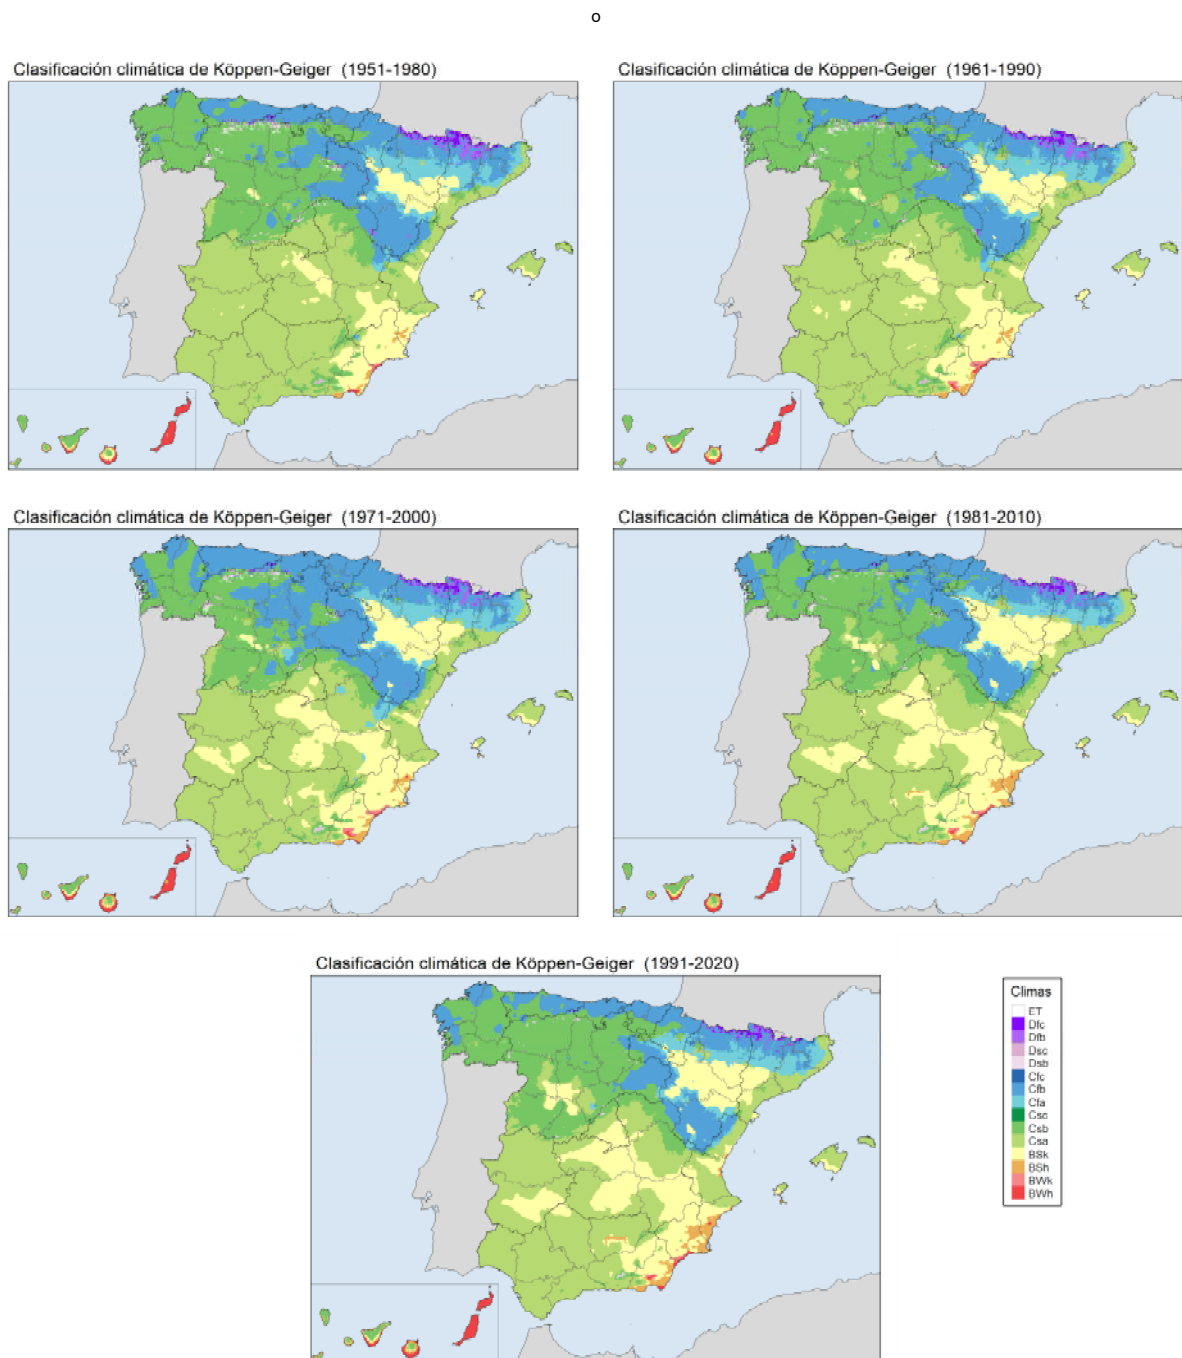 o
Clasificación climática de Köppen-Geiger (1951-1980)
Clasificación climática de Köppen-Geiger (1961-1990)
Clasificación climática de Köppen-Geiger (1971-2000)
Clasificación climática de Köppen-Geiger (1981-2010)
Clasificación climática de Köppen-Geiger (1991-2020)
Climas
ET
Dfc
Dfb
Dsc
Dsb
Cfc
Cfb
Cfa
Csc
Csb
Csa
BSk
BSh
BWk
BWh